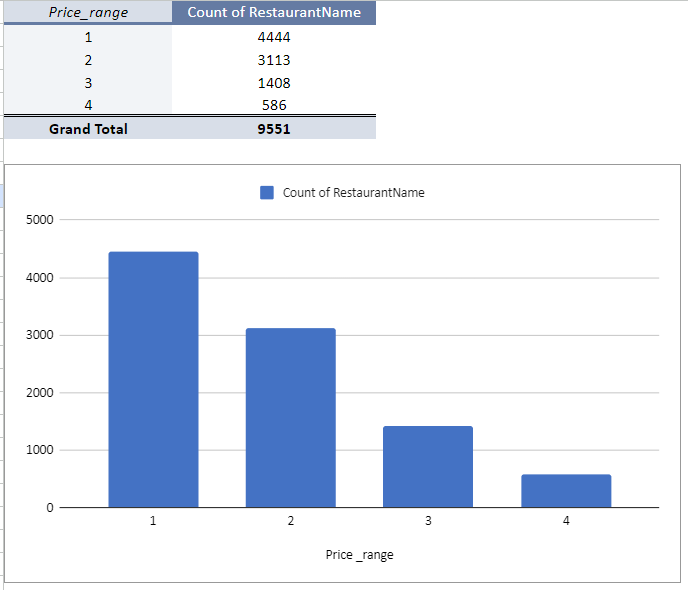 Price_range Count of RestaurantName
1 4444
2 3113
3 1408
4 586
Grand Total 9551
Count of RestaurantName
5000
4000
3000
2000
1000
0
1 2 3 4
Price _range